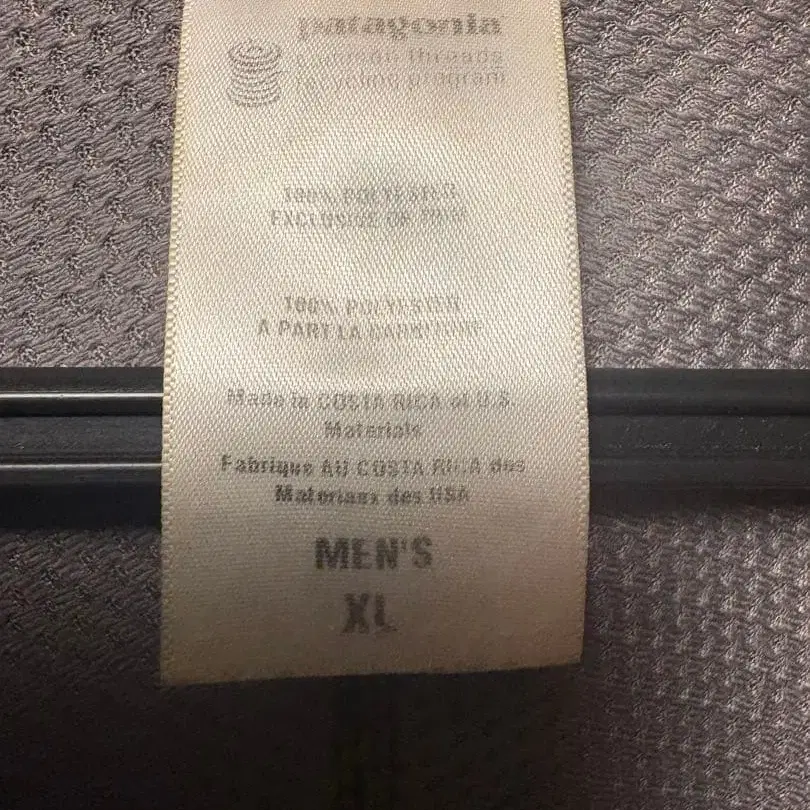 patagonia
common threads
recycling program
100% POLYESTER
EXCLUSIVE OF TRIM
100% POLYESTER
A PART LA GARNITURE
Made in COSTA RICA of U.S.
Materials
Fabrique AU COSTA RICA des
Materiaux des USA
MEN'S
XL